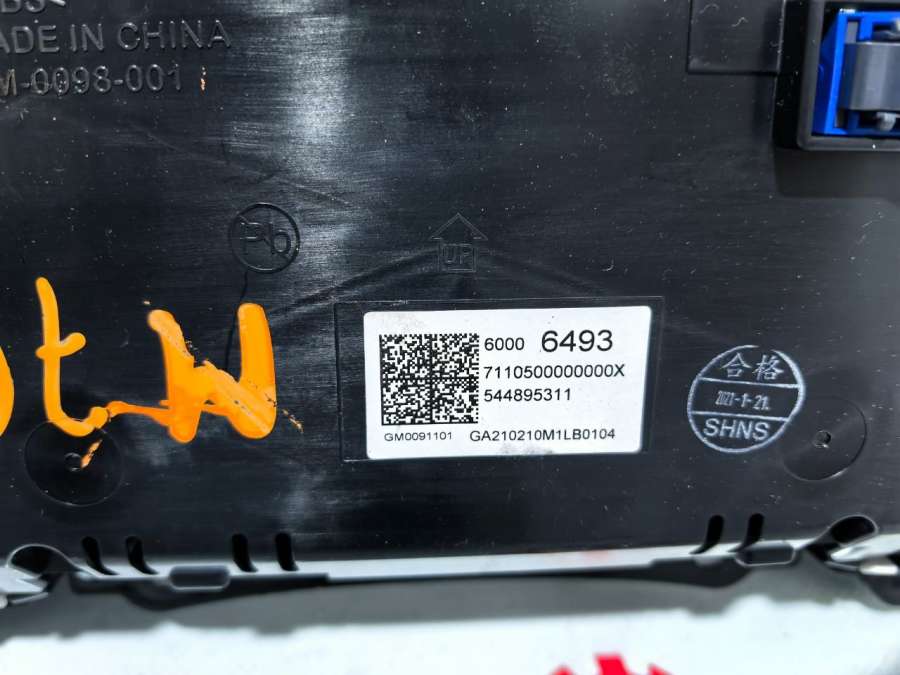 ADE IN CHINA
M-0098-001
Pb
UP
6000 6493
7110500000000X
544895311
GM0091101 GA210210M1LB0104
合格
2021-1-21.
SHNS